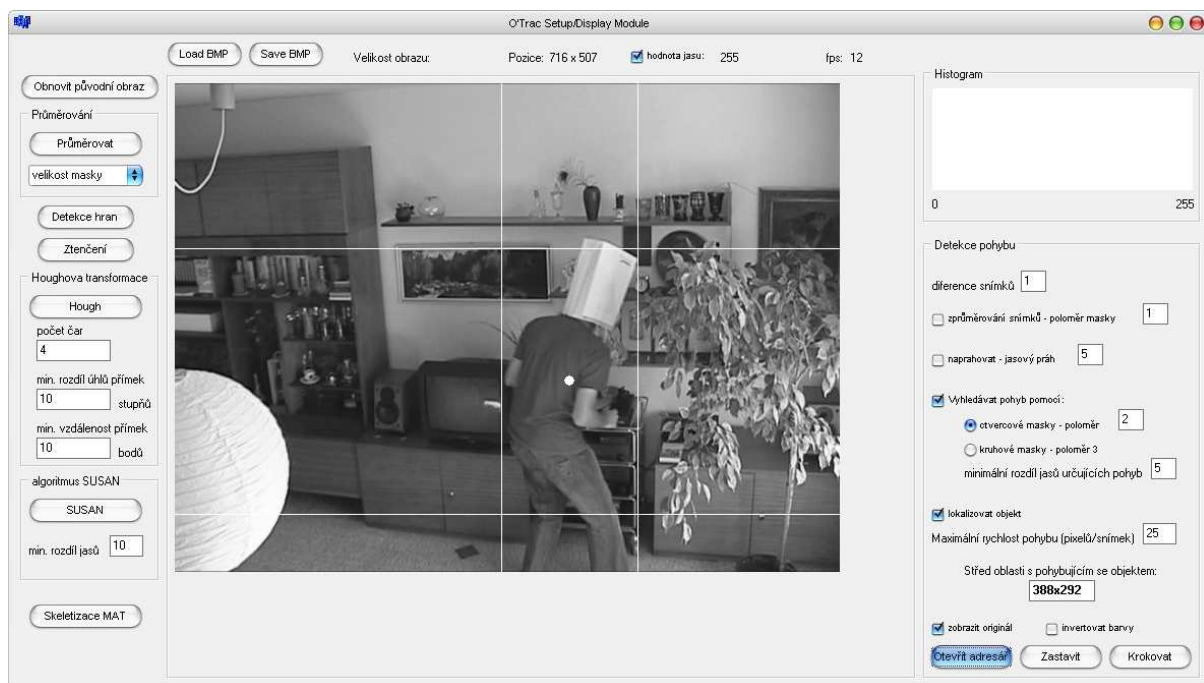 O'Trac Setup/Display Module
Load BMP Save BMP Velikost obrazu: Pozice: 716 x 507 hodnota jasu: 255 fps: 12
Obnovit původní obraz
Průměrování
Průměrovat
velikost masky
Detekce hran
Ztenčení
Houghova transformace
Hough
počet čar
4
min. rozdíl úhlů přímek
10 stupňů
min. vzdálenost přímek
10 bodů
algoritmus SUSAN
SUSAN
min. rozdíl jasů 10
Skeletizace MAT
Histogram
0 255
Detekce pohybu
diference snímků 1
zprůměrování snímků - poloměr masky 1
naprahovat - jasový práh 5
Vyhledávat pohyb pomocí:
ctvercové masky - poloměr 2
kruhové masky - poloměr 3
minimální rozdíl jasů určujících pohyb 5
lokalizovat objekt
Maximální rychlost pohybu (pixelů/snímek) 25
Střed oblasti s pohybujícím se objektem:
388x292
zobrazit originál invertovat barvy
Otevřít adresář Zastavit Krokovat